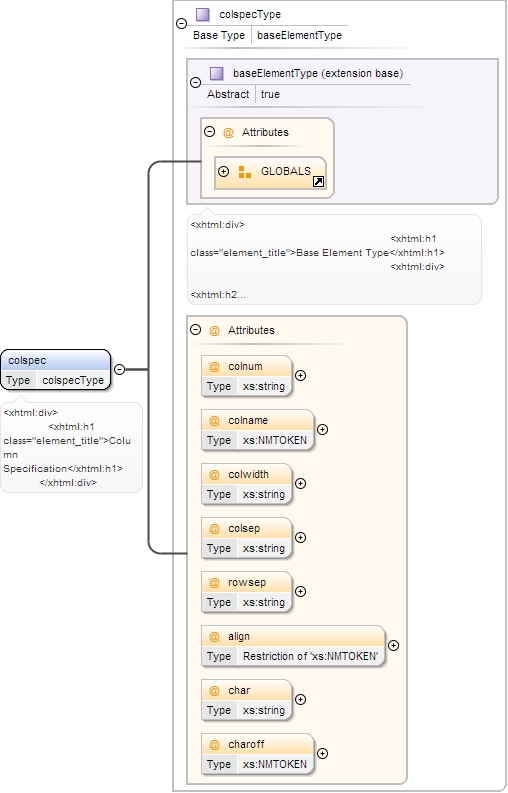 colspecType
Base Type baseElementType
baseElementType (extension base)
Abstract true
@ Attributes
GLOBALS
<xhtml:div>
<xhtml:h1
class="element_title">Base Element Type</xhtml:h1>
<xhtml:div>
<xhtml:h2...
colspec
Type colspecType
<xhtml:div>
<xhtml:h1
class="element_title">Colu
mn
Specification</xhtml:h1>
</xhtml:div>
@ Attributes
@ colnum
Type xs:string
@ colname
Type xs:NMTOKEN
@ colwidth
Type xs:string
@ colsep
Type xs:string
@ rowsep
Type xs:string
@ align
Type Restriction of 'xs:NMTOKEN'
@ char
Type xs:string
@ charoff
Type xs:NMTOKEN